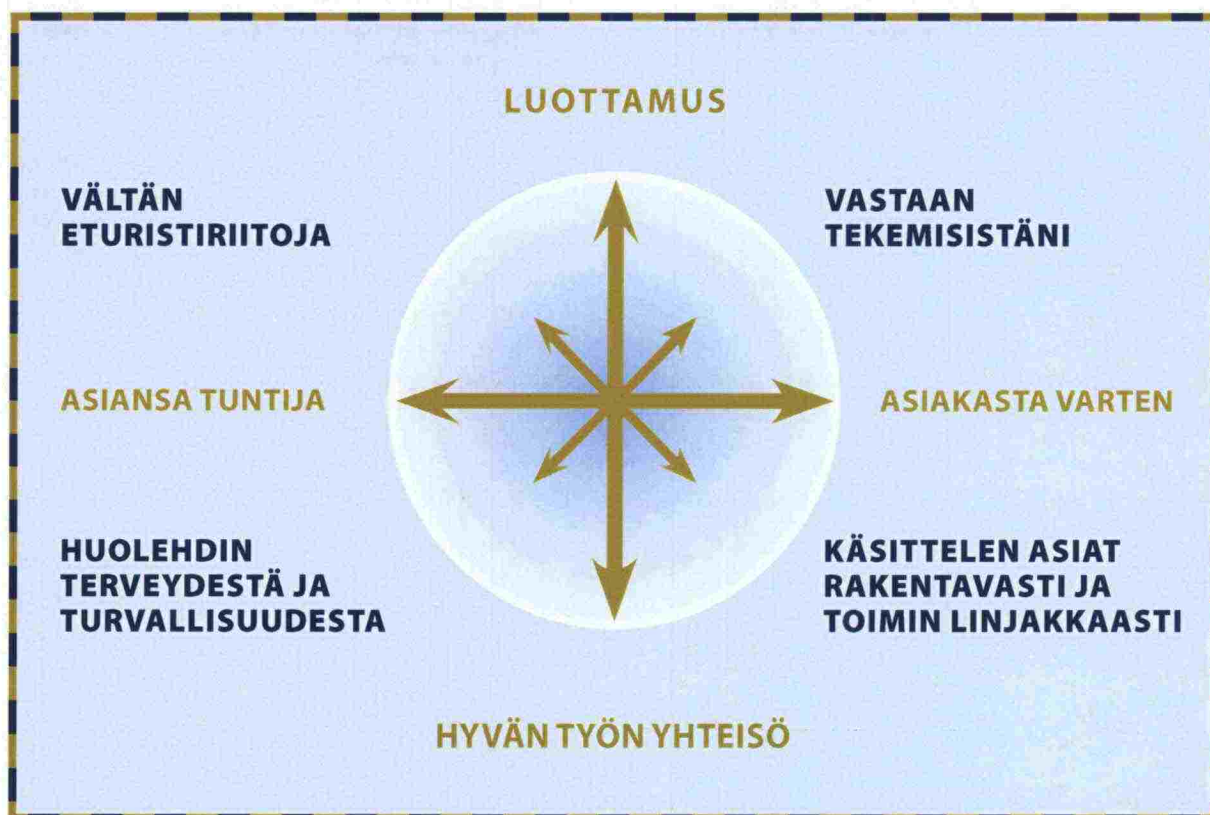 LUOTTAMUS
VÄLTÄN
ETURISTIRIITOJA
VASTAAN
TEKEMISISTÄNI
ASIANSA TUNTIJA
ASIAKASTA VARTEN
HUOLEHDIN
TERVEYDESTÄ JA
TURVALLISUUDESTA
KÄSITTELEN ASIAT
RAKENTAVASTI JA
TOIMIN LINJAKKAASTI
HYVÄN TYÖN YHTEISÖ